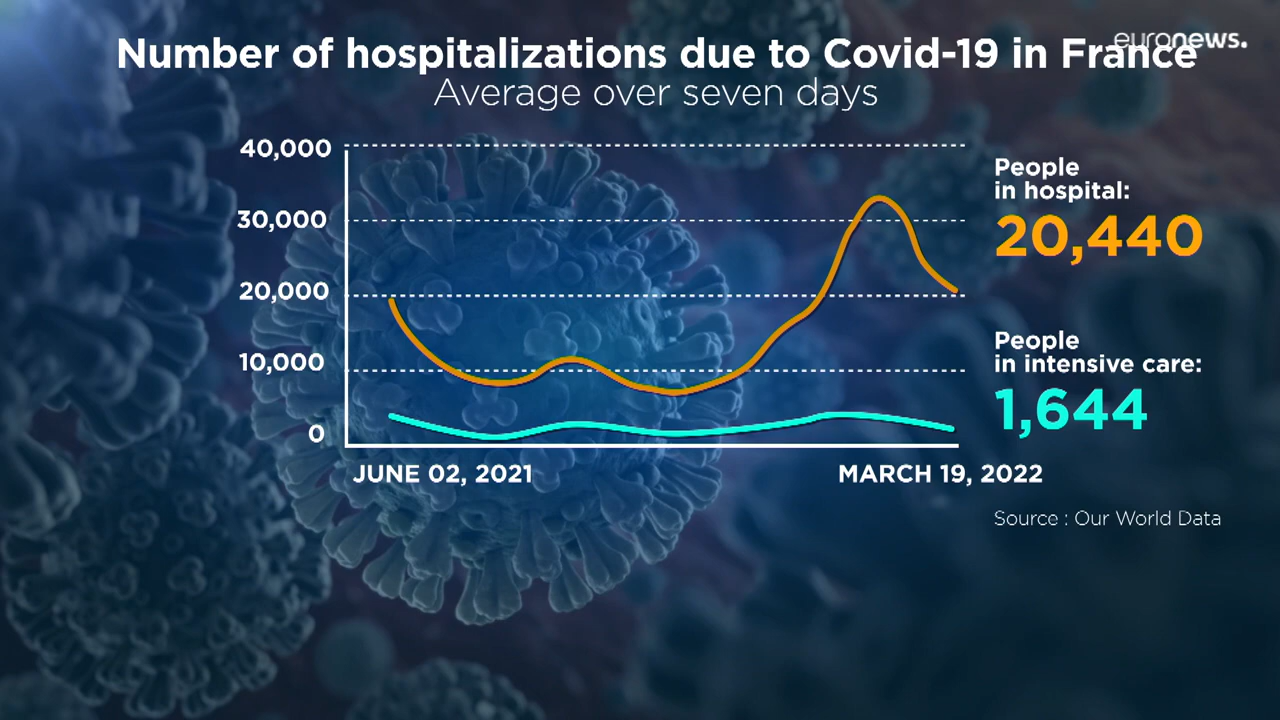 euronews.
Number of hospitalizations due to Covid-19 in France
Average over seven days
40,000
30,000
20,000
10,000
0
JUNE 02, 2021
MARCH 19, 2022
People
in hospital:
20,440
People
in intensive care:
1,644
Source : Our World Data